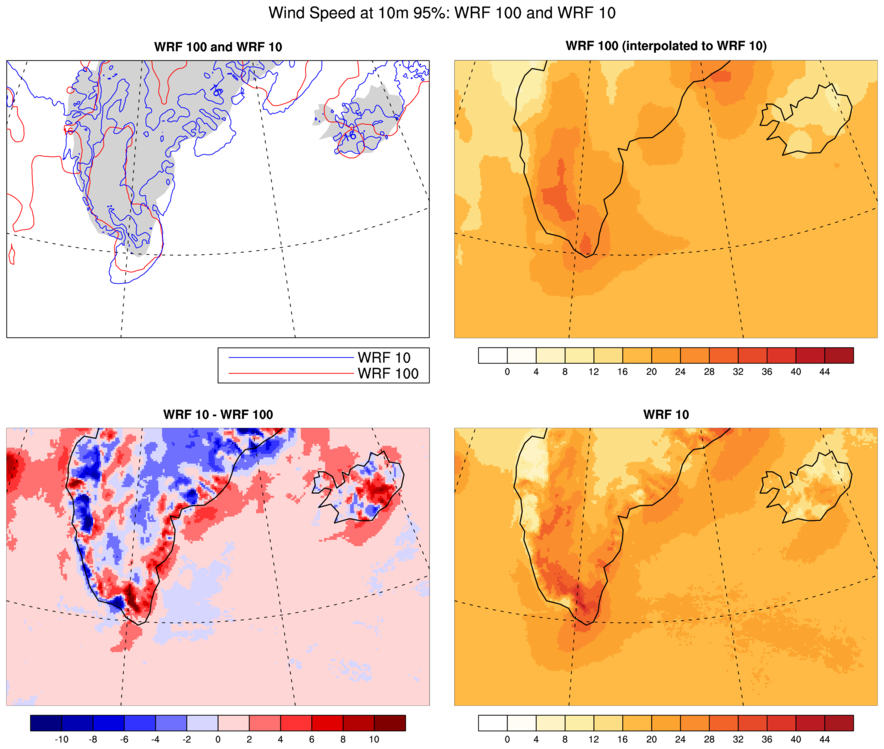 Wind Speed at 10m 95%: WRF 100 and WRF 10
WRF 100 and WRF 10
WRF 100 (interpolated to WRF 10)
WRF 10
WRF 100
0 4 8 12 16 20 24 28 32 36 40 44
WRF 10 - WRF 100
WRF 10
-10 -8 -6 -4 -2 0 2 4 6 8 10
0 4 8 12 16 20 24 28 32 36 40 44